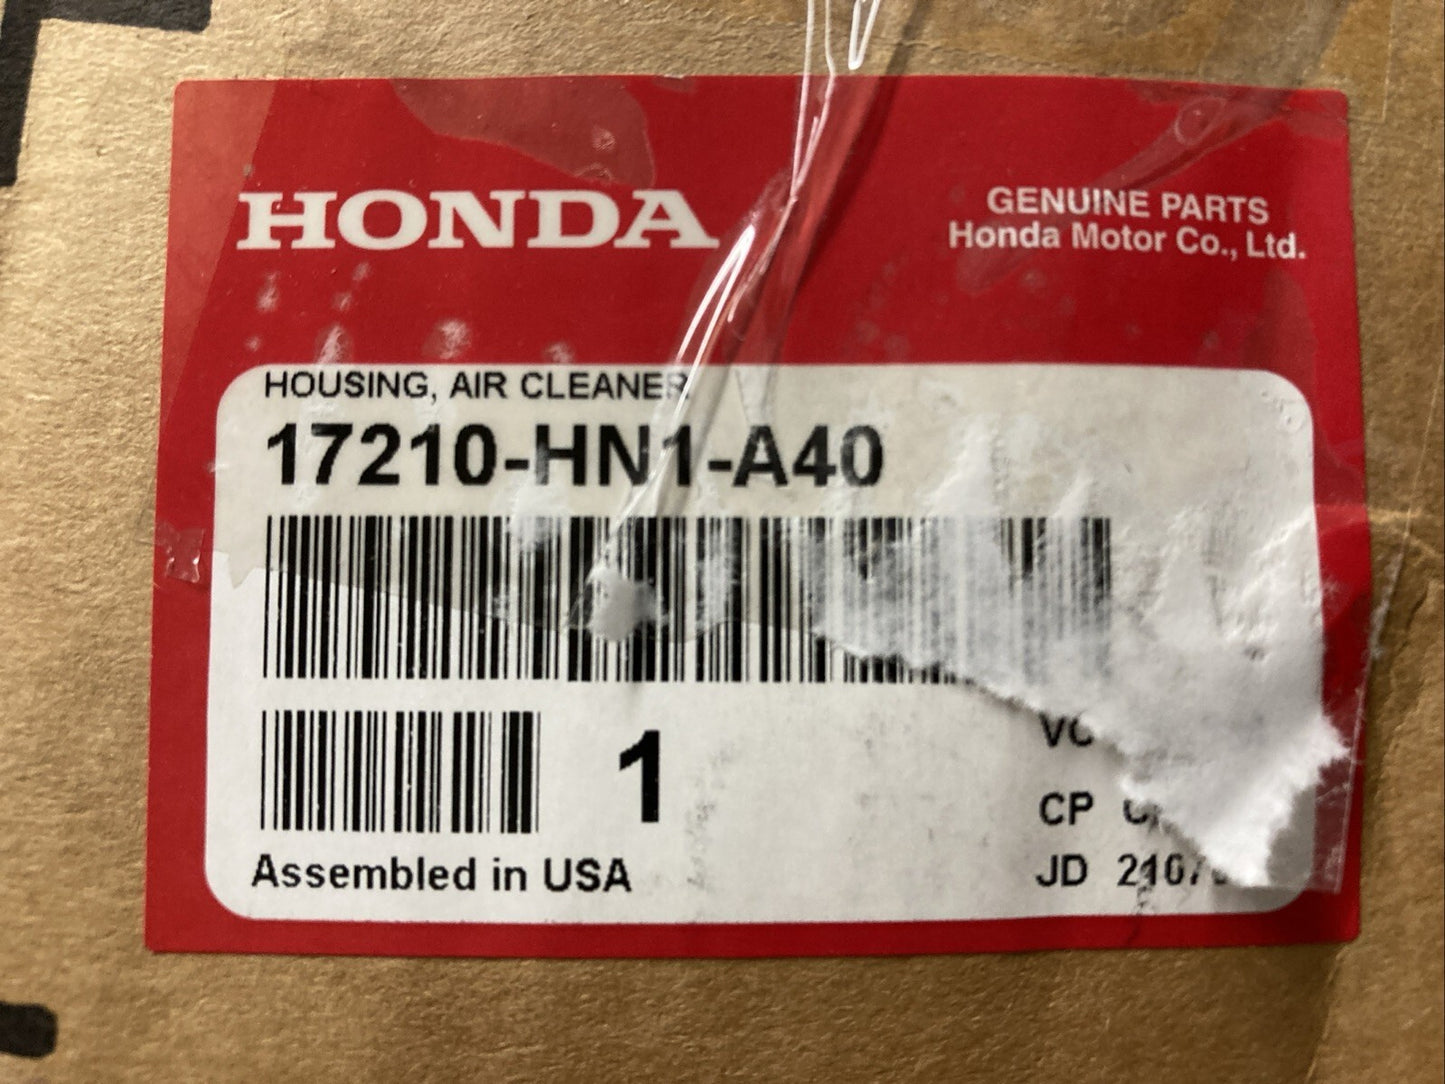 HONDA
GENUINE PARTS
Honda Motor Co., Ltd.
HOUSING, AIR CLEANER
17210-HN1-A40
1
Assembled in USA
CP
JD